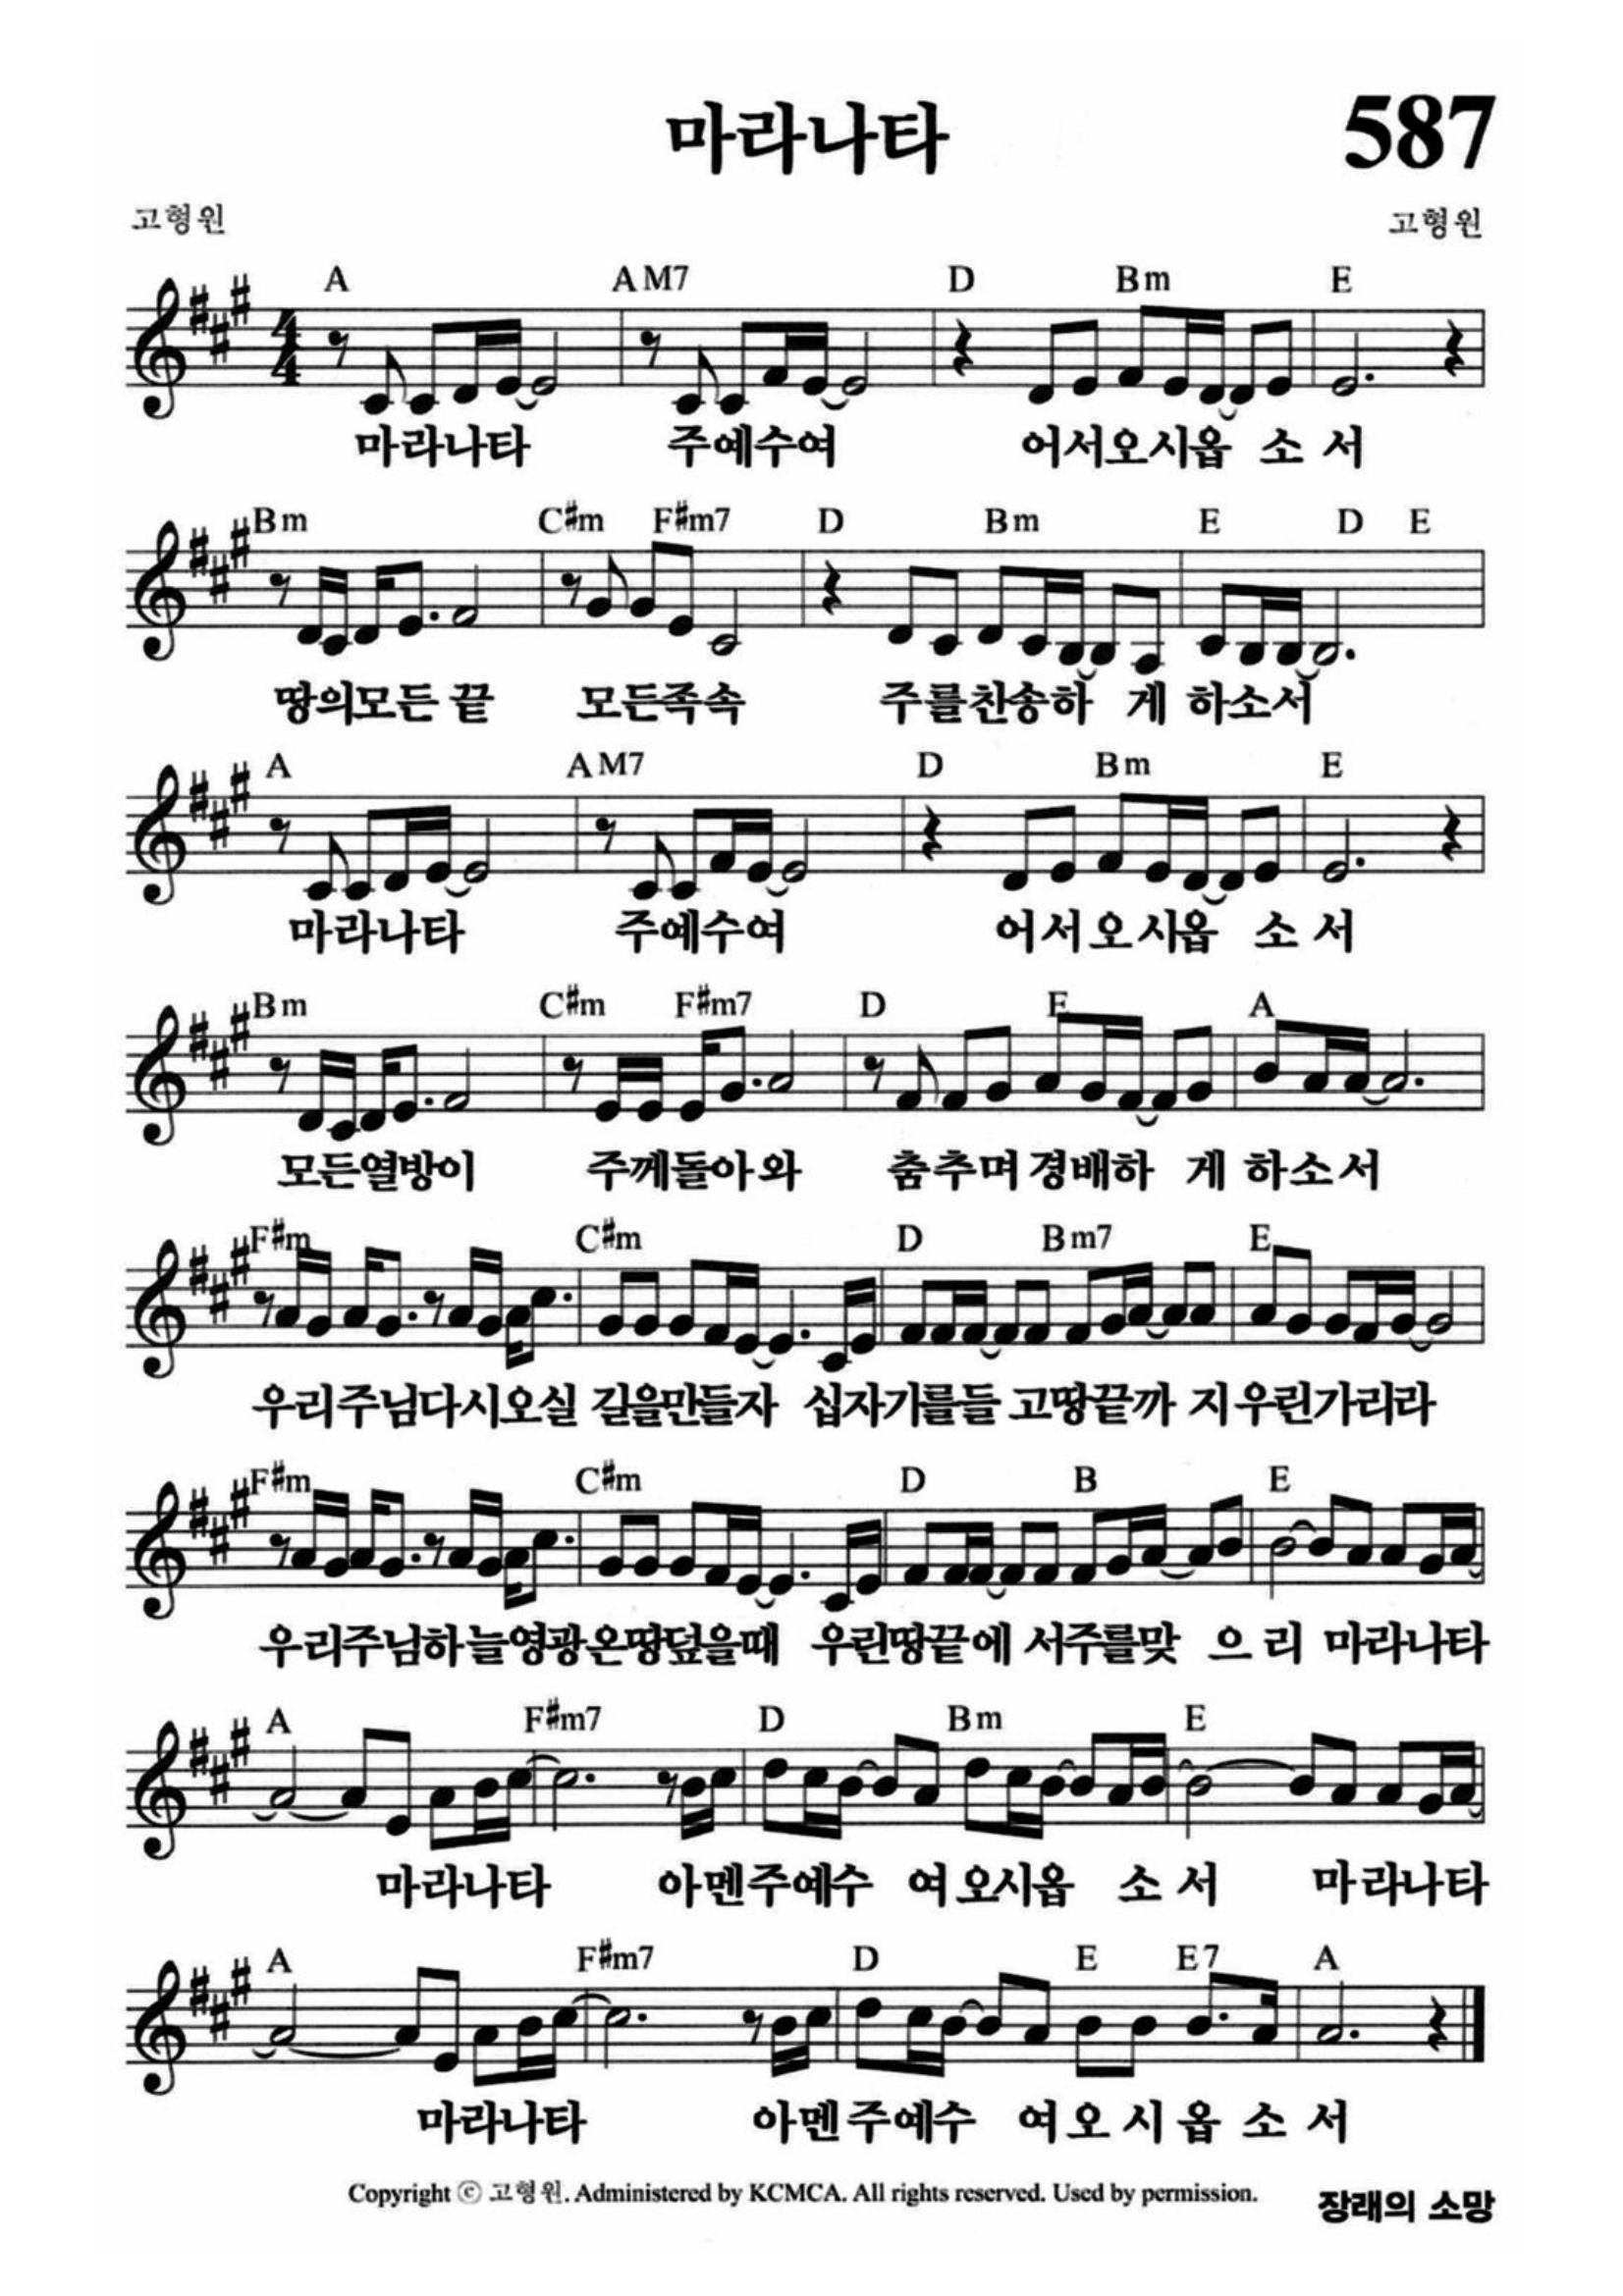 마라나타 587
고형원 고형원
A A M7 D Bm E
마라나타 주예수여 어서오시옵 소 서
Bm C#m F#m7 D Bm E D E
땅의모든 끝 모든족속 주를찬송하 게 하소서
A A M7 D Bm E
마라나타 주예수여 어서오시옵 소 서
Bm C#m F#m7 D E A
모든열방이 주께돌아와 춤추며경배하 게 하소서
F#m C#m D Bm7 E
우리주님다시오실 길을만들자 십자가를들 고땅끝까 지우린가리라
F#m C#m D B E
우리주님하늘영광온땅덮을때 우린땅끝에 서주를맞 으리 마라나타
A F#m7 D Bm E
마라나타 아멘주예수 여오시옵 소 서 마라나타
A F#m7 D E E7 A
마라나타 아멘주예수 여오시옵소 서
Copyright ⓒ 고형원. Administered by KCMCA. All rights reserved. Used by permission.
장래의 소망